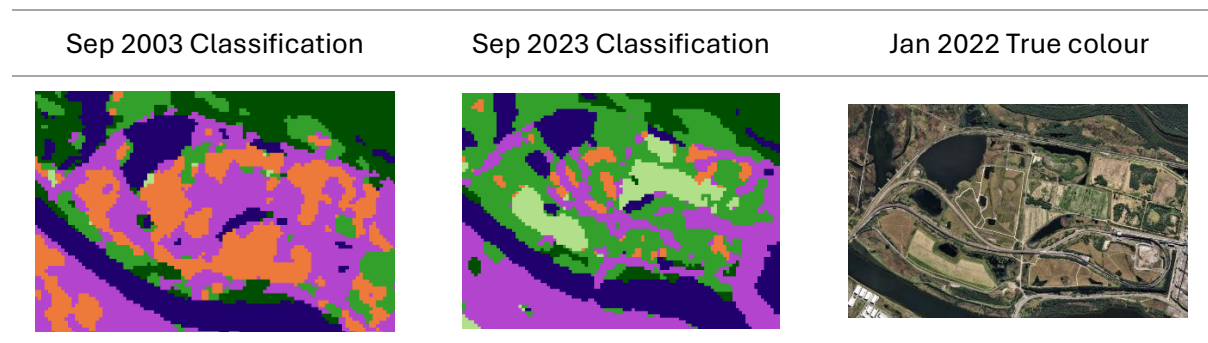 Sep 2003 Classification
Sep 2023 Classification
Jan 2022 True colour